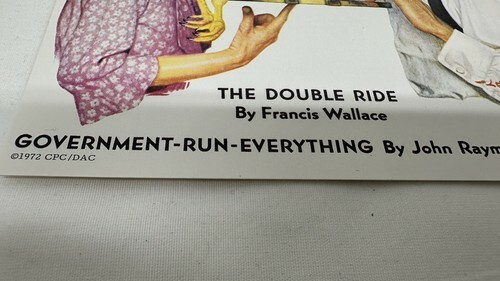 THE DOUBLE RIDE
By Francis Wallace
GOVERNMENT-RUN-EVERYTHING By John Raym
©1972 CPC/DAC